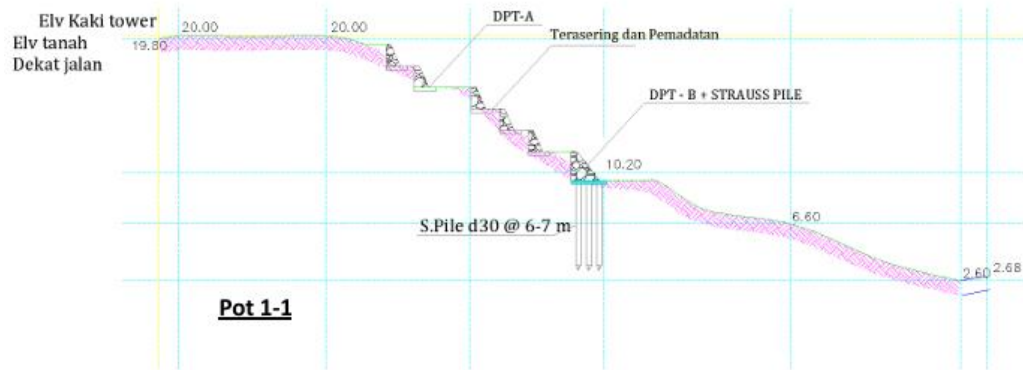 Elv Kaki tower
19.80
20.00
20.00
Elv tanah
Dekat jalan
DPT-A
Terasering dan Pemadatan
DPT - B + STRAUSS PILE
10.20
S.Pile d30 @ 6-7 m
6.60
2.60
2.68
Pot 1-1